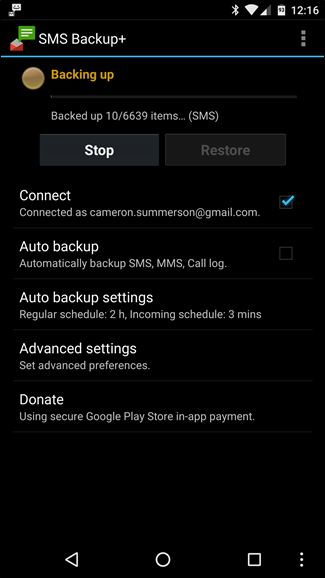 12:16
SMS Backup+
Backing up
Backed up 10/6639 items... (SMS)
Stop
Restore
Connect
Connected as cameron.summerson@gmail.com.
Auto backup
Automatically backup SMS, MMS, Call log.
Auto backup settings
Regular schedule: 2 h, Incoming schedule: 3 mins
Advanced settings
Set advanced preferences.
Donate
Using secure Google Play Store in-app payment.